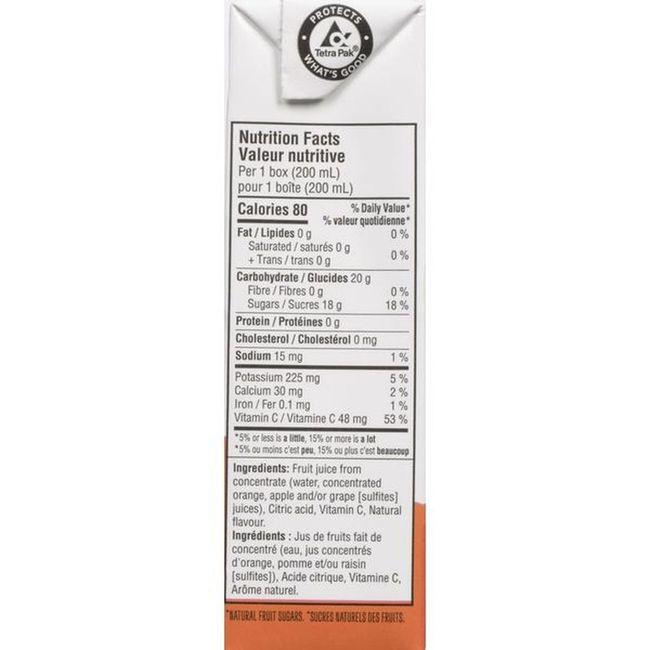 PROTECTS
Tetra Pak®
WHAT'S GOOD
Nutrition Facts
Valeur nutritive
Per 1 box (200 mL)
pour 1 boîte (200 mL)
Calories 80
% Daily Value*
% valeur quotidienne*
Fat / Lipides 0 g 0 %
Saturated / saturés 0 g
+ Trans / trans 0 g 0 %
Carbohydrate / Glucides 20 g
Fibre / Fibres 0 g 0 %
Sugars / Sucres 18 g 18 %
Protein / Protéines 0 g
Cholesterol / Cholestérol 0 mg
Sodium 15 mg 1 %
Potassium 225 mg 5 %
Calcium 30 mg 2 %
Iron / Fer 0.1 mg 1 %
Vitamin C / Vitamine C 48 mg 53 %
*5% or less is a little, 15% or more is a lot
*5% ou moins c'est peu, 15% ou plus c'est beaucoup
Ingredients: Fruit juice from
concentrate (water, concentrated
orange, apple and/or grape [sulfites]
juices), Citric acid, Vitamin C, Natural
flavour.
Ingrédients : Jus de fruits fait de
concentré (eau, jus concentrés
d'orange, pomme et/ou raisin
[sulfites]), Acide citrique, Vitamine C,
Arôme naturel.
*NATURAL FRUIT SUGARS. *SUCRES NATURELS DES FRUITS.